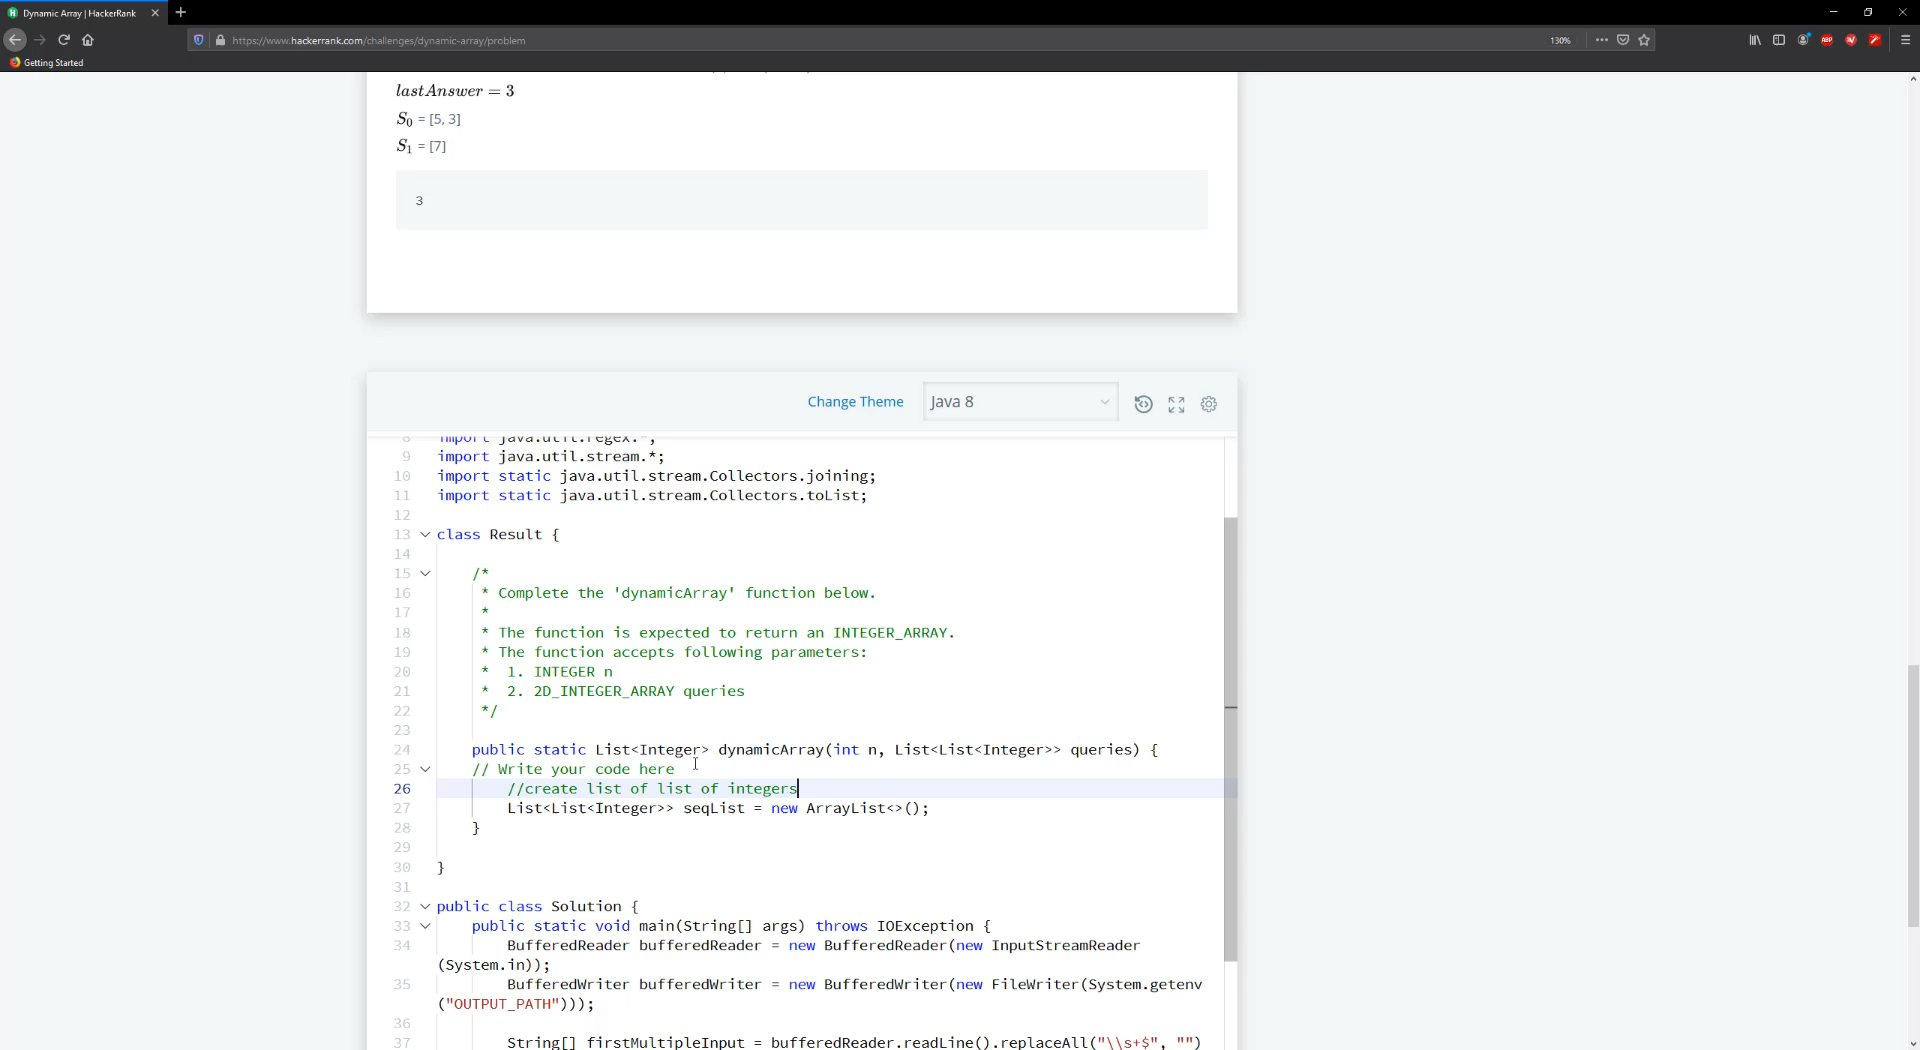 Dynamic Array | HackerRank
https://www.hackerrank.com/challenges/dynamic-array/problem
130%
ABP
Getting Started
lastAnswer = 3
S0 = [5, 3]
S1 = [7]
3
Change Theme
Java 8
8 import java.util.regex.*;
9 import java.util.stream.*;
10 import static java.util.stream.Collectors.joining;
11 import static java.util.stream.Collectors.toList;
12
13 class Result {
14
15 /*
16 * Complete the 'dynamicArray' function below.
17 *
18 * The function is expected to return an INTEGER_ARRAY.
19 * The function accepts following parameters:
20 * 1. INTEGER n
21 * 2. 2D_INTEGER_ARRAY queries
22 */
23
24 public static List<Integer> dynamicArray(int n, List<List<Integer>> queries) {
25 // Write your code here
26 //create list of list of integers
27 List<List<Integer>> seqList = new ArrayList<>();
28 }
29
30 }
31
32 public class Solution {
33 public static void main(String[] args) throws IOException {
34 BufferedReader bufferedReader = new BufferedReader(new InputStreamReader
(System.in));
35 BufferedWriter bufferedWriter = new BufferedWriter(new FileWriter(System.getenv
("OUTPUT_PATH")));
36
37 String[] firstMultipleInput = bufferedReader.readLine().replaceAll("\\s+$", "")